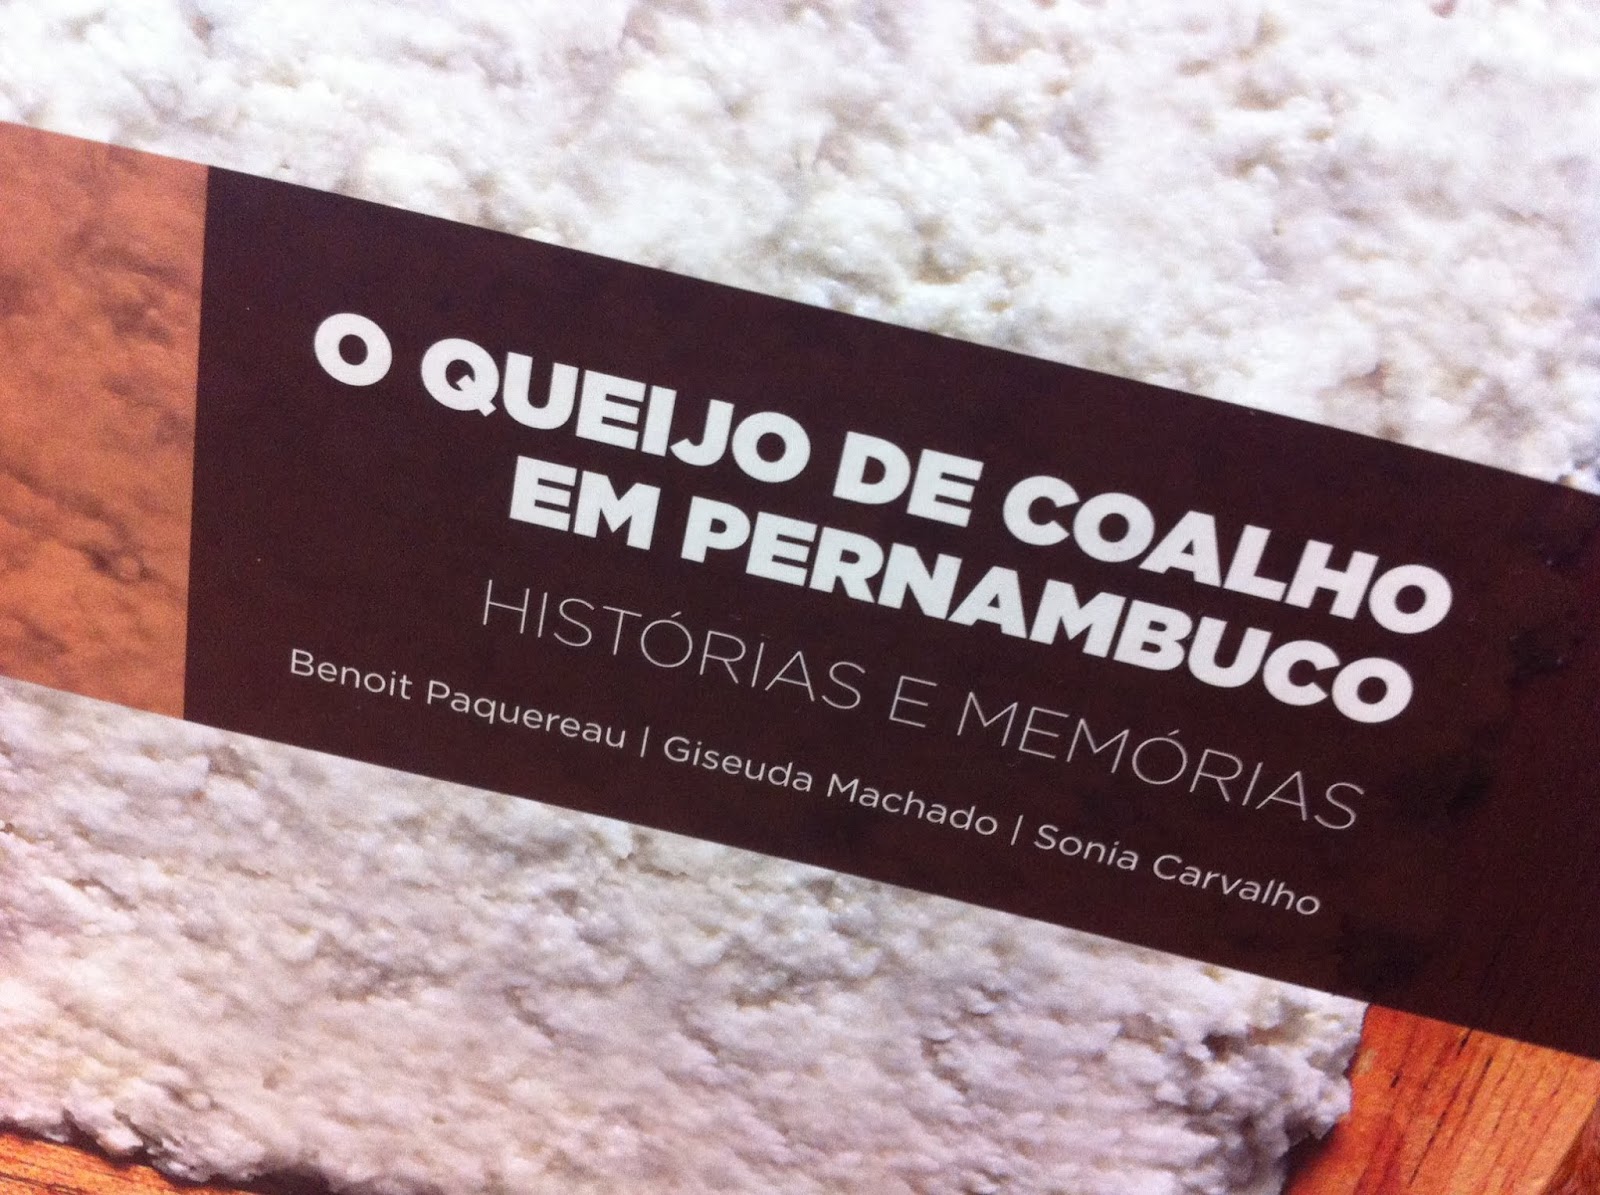 O QUEIJO DE COALHO
EM PERNAMBUCO
HISTÓRIAS E MEMÓRIAS
Benoit Paquereau | Giseuda Machado | Sonia Carvalho